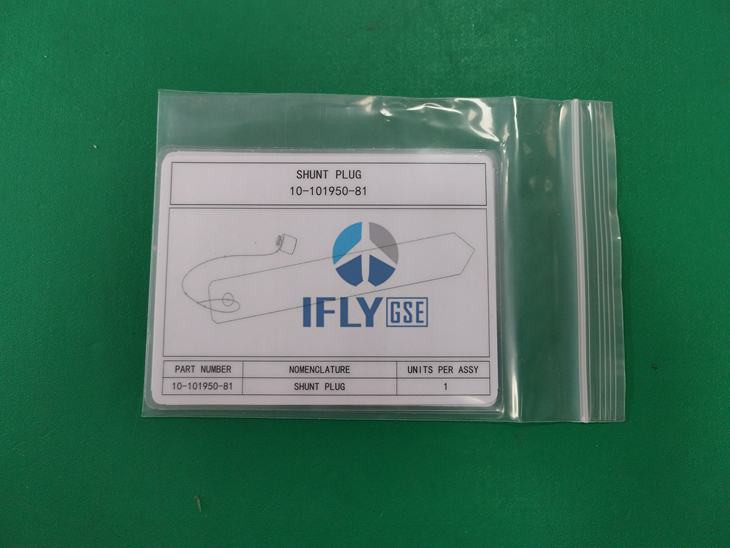 SHUNT PLUG
10-101950-81
IFLY GSE
PART NUMBER NOMENCLATURE UNITS PER ASSY
10-101950-81 SHUNT PLUG 1